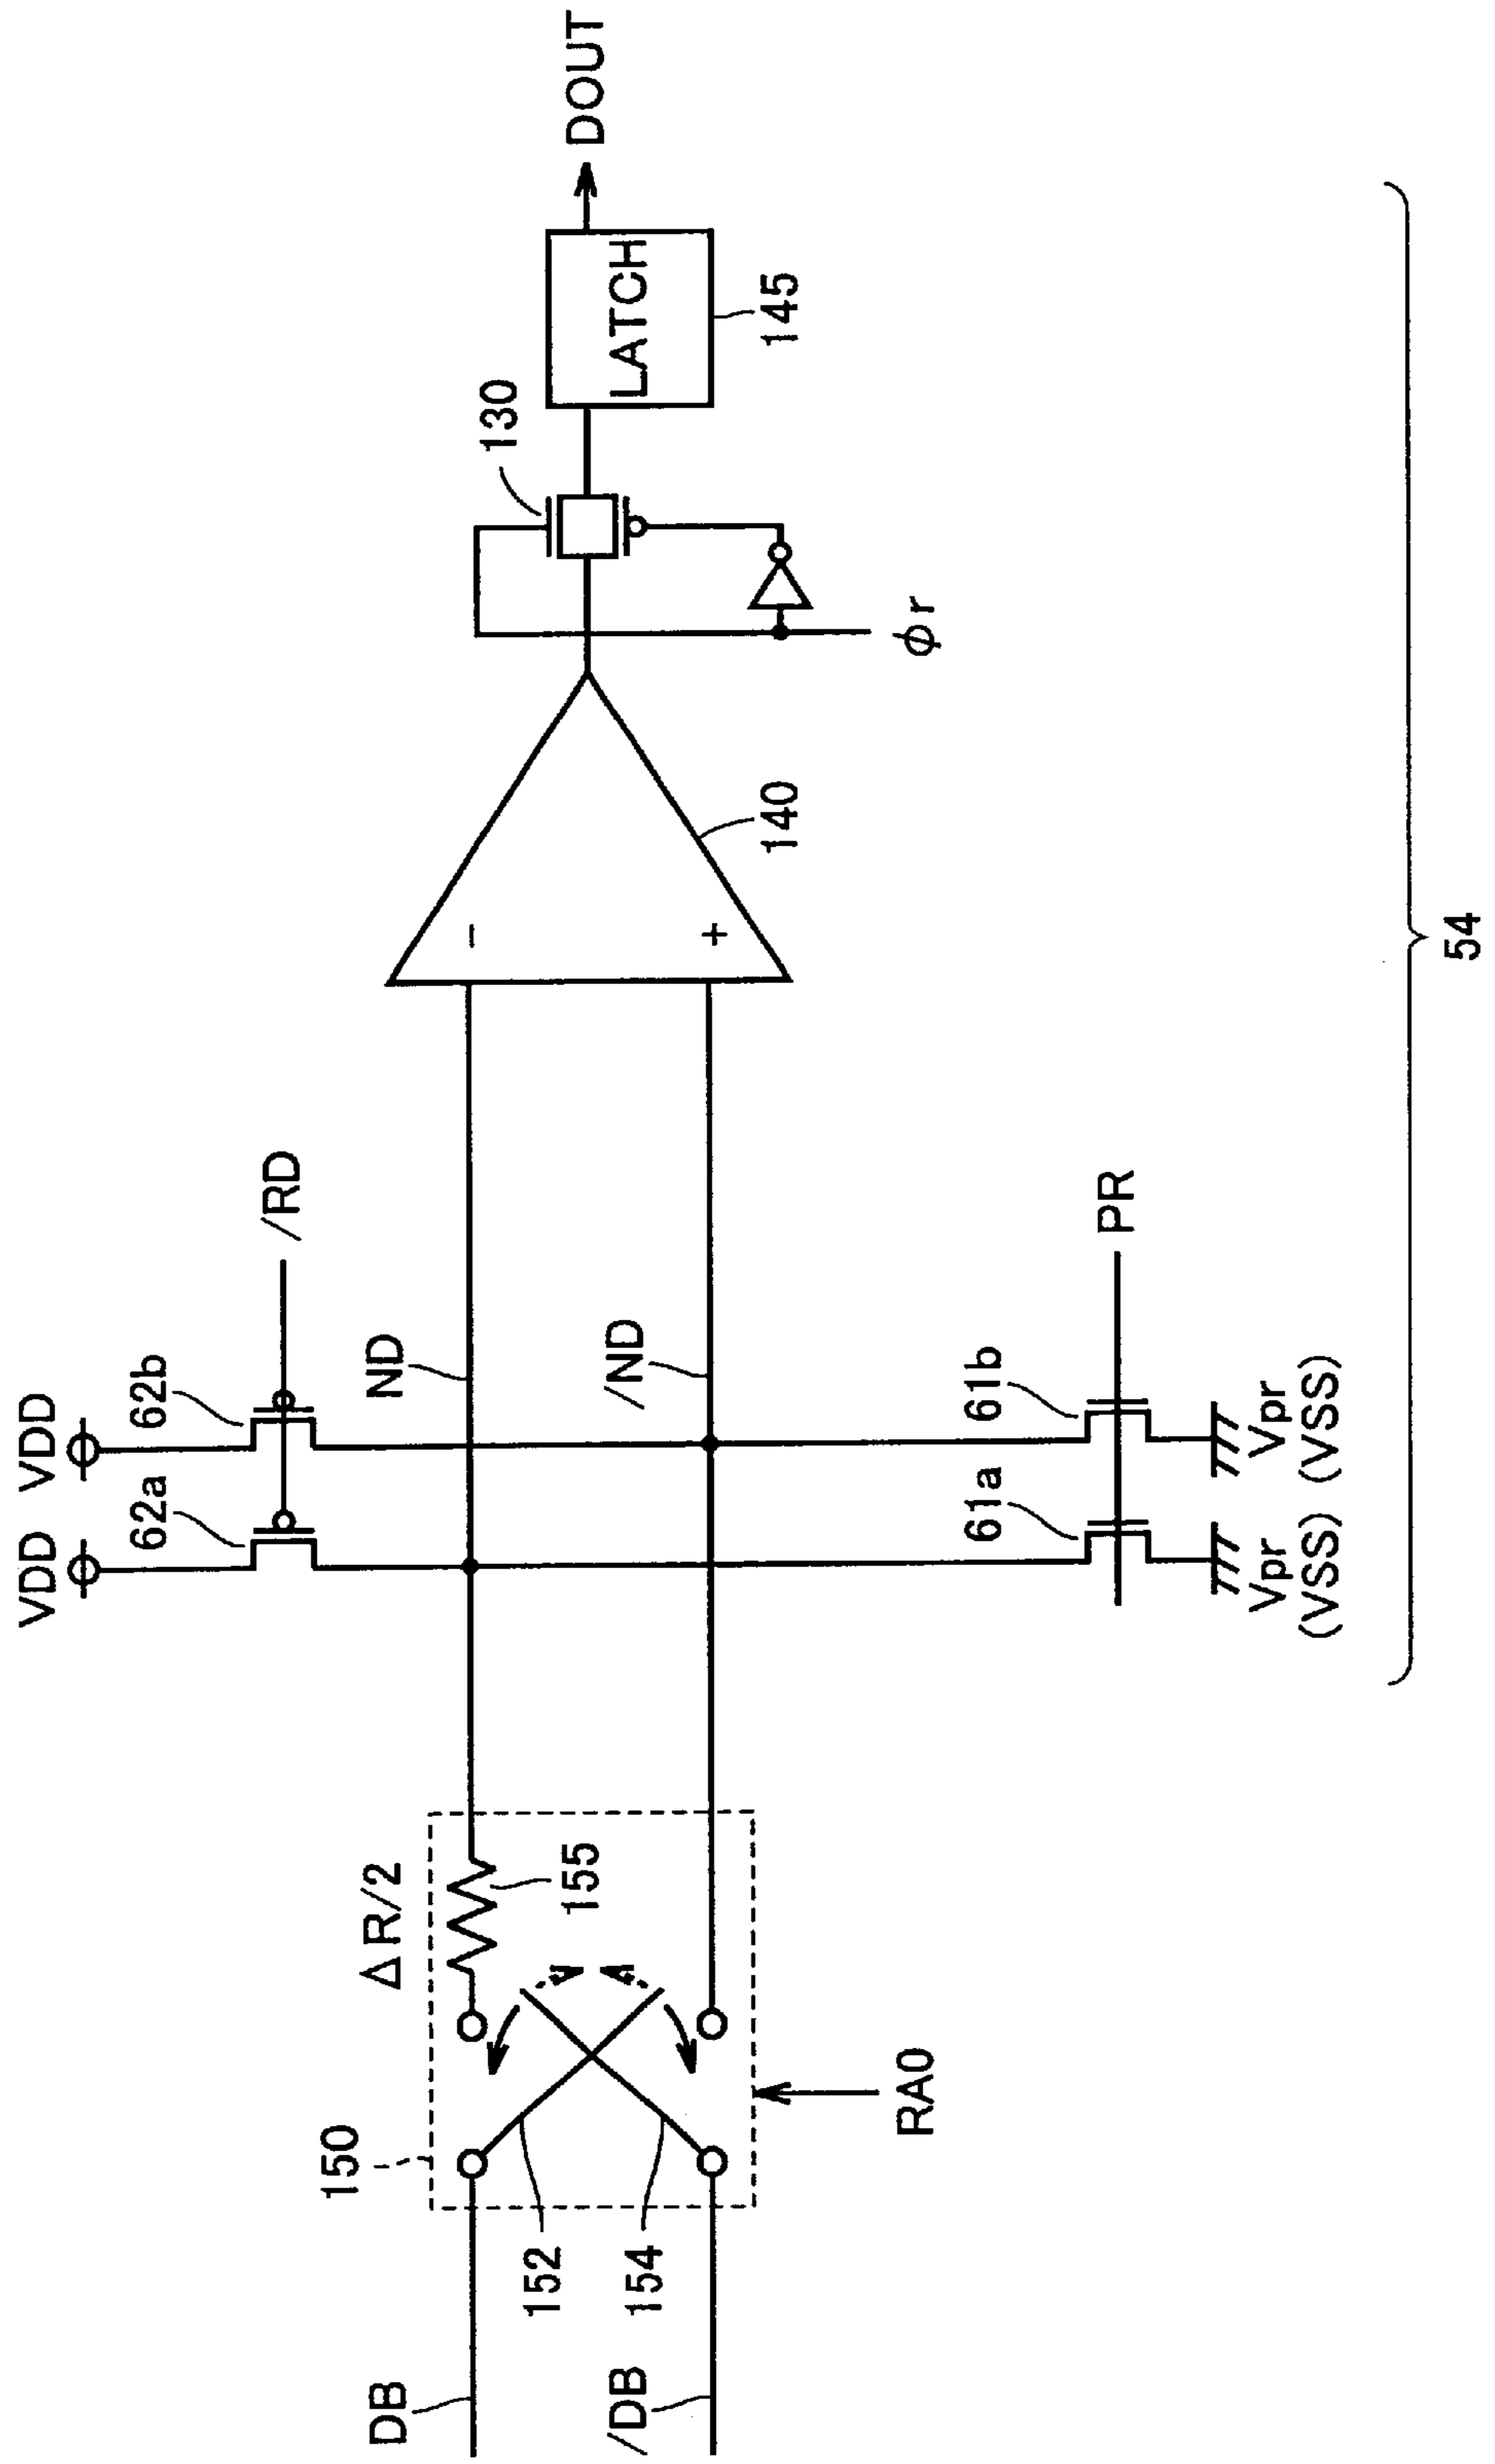 VDD
VDD
62a
62b
/RD
ND
/ND
61a
61b
PR
Vpr
(VSS)
Vpr
(VSS)
150
ΔR/2
155
DB
/DB
152
154
RA0
−
+
140
130
φr
LATCH
145
DOUT
54